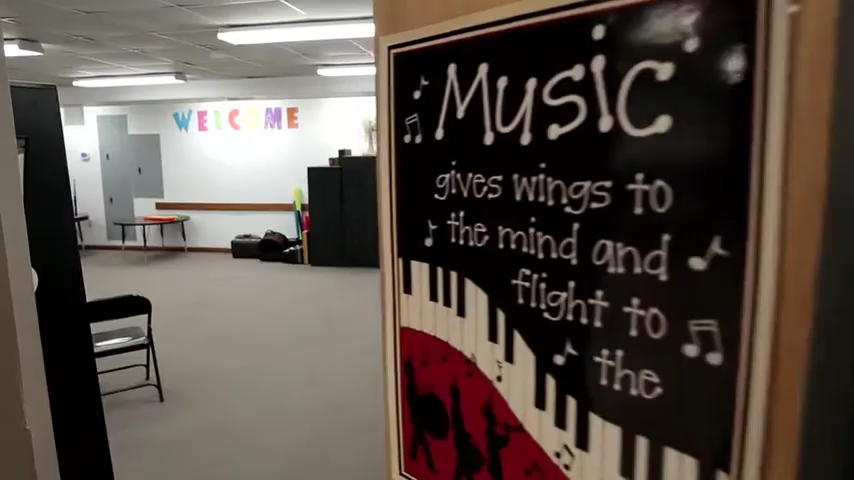 WELCOME
Music
gives wings to
the mind and
flight to
the